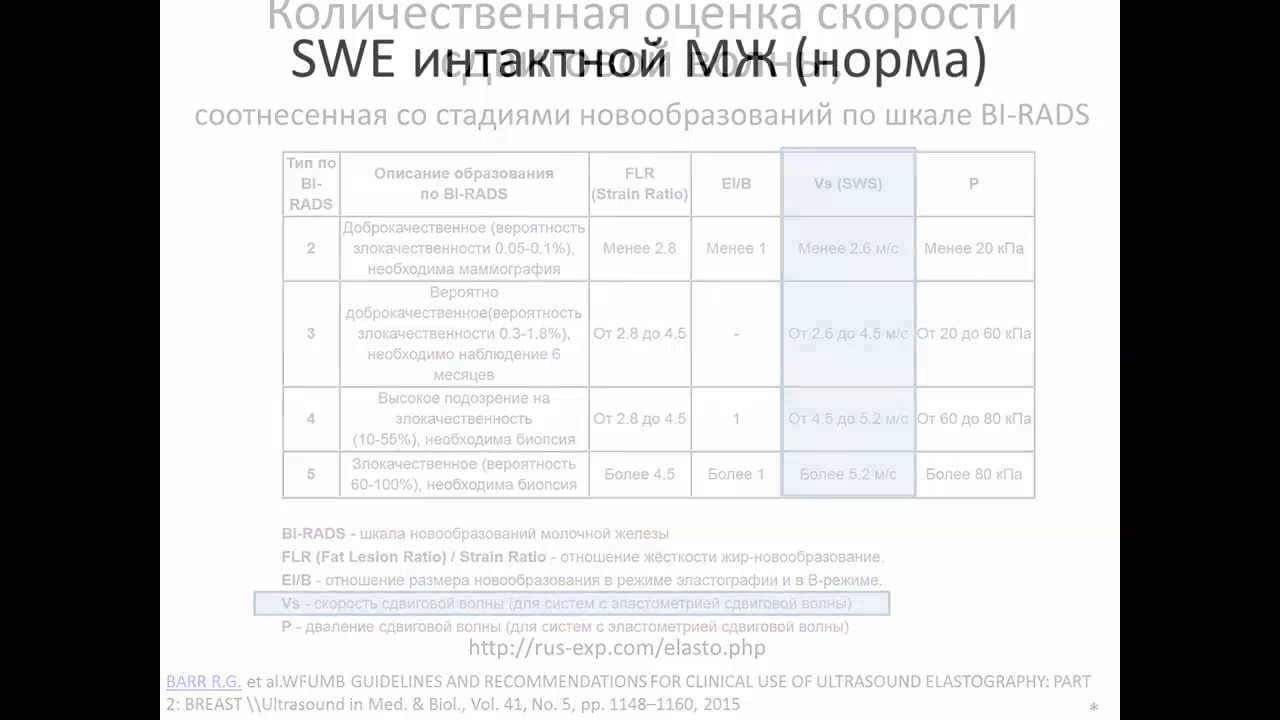 Количественная оценка скорости
сдвиговой волны,
SWE интактной МЖ (норма)
соотнесенная со стадиями новообразований по шкале BI-RADS
Тип по BI-RADS
Описание образования по BI-RADS
FLR (Strain Ratio)
EI/B
Vs (SWS)
P
2
Доброкачественное (вероятность
злокачественности 0.05-0.1%),
необходима маммография
Менее 2.8
Менее 1
Менее 2.6 м/с
Менее 20 кПа
3
Вероятно
доброкачественное(вероятность
злокачественности 0.3-1.8%),
необходимо наблюдение 6
месяцев
От 2.8 до 4.5
-
От 2.6 до 4.5 м/с
От 20 до 60 кПа
4
Высокое подозрение на
злокачественность
(10-55%), необходима биопсия
От 2.8 до 4.5
1
От 4.5 до 5.2 м/с
От 60 до 80 кПа
5
Злокачественное (вероятность
60-100%), необходима биопсия
Более 4.5
Более 1
Более 5.2 м/с
Более 80 кПа
BI-RADS - шкала новообразований молочной железы
FLR (Fat Lesion Ratio) / Strain Ratio - отношение жёсткости жир-новообразование.
EI/B - отношение размера новообразования в режиме эластографии и в В-режиме.
Vs - скорость сдвиговой волны (для систем с эластометрией сдвиговой волны)
P - дваление сдвиговой волны (для систем с эластометрией сдвиговой волны)
http://rus-exp.com/elasto.php
BARR R.G. et al.WFUMB GUIDELINES AND RECOMMENDATIONS FOR CLINICAL USE OF ULTRASOUND ELASTOGRAPHY: PART
2: BREAST \\Ultrasound in Med. & Biol., Vol. 41, No. 5, pp. 1148–1160, 2015
*